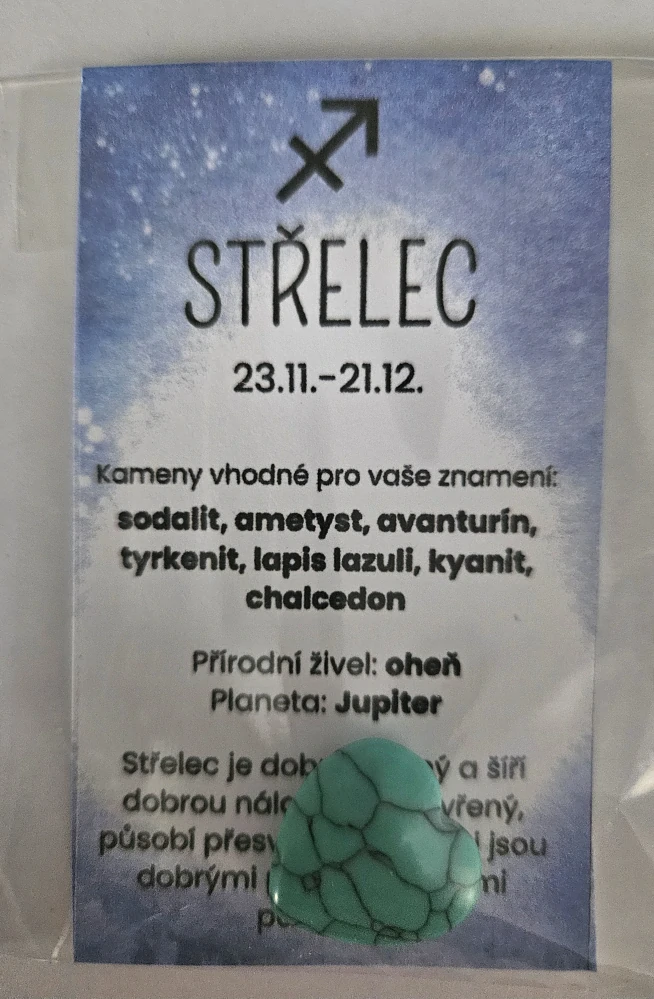 STŘELEC
23.11.-21.12.
Kameny vhodné pro vaše znamení:
sodalit, ametyst, avanturín,
tyrkenit, lapis lazuli, kyanit,
chalcedon
Přírodní živel: oheň
Planeta: Jupiter
Střelec je a šíří
dobrou
působí jsou
dobrými